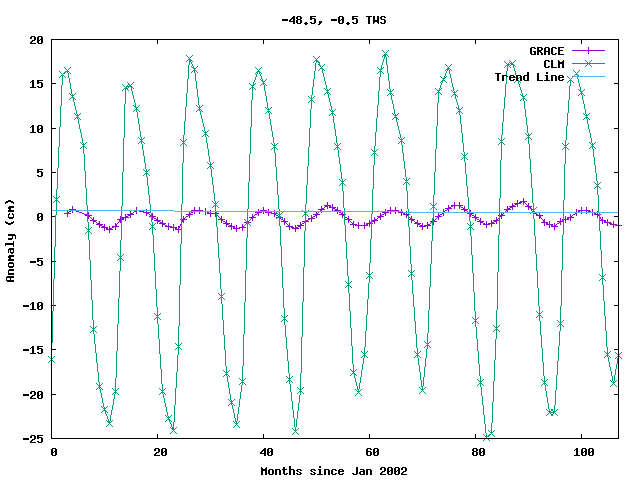 -48.5, -0.5 TWS
GRACE
CLM
Trend Line
20
15
10
5
0
-5
-10
-15
-20
-25
Anomaly (cm)
0 20 40 60 80 100
Months since Jan 2002